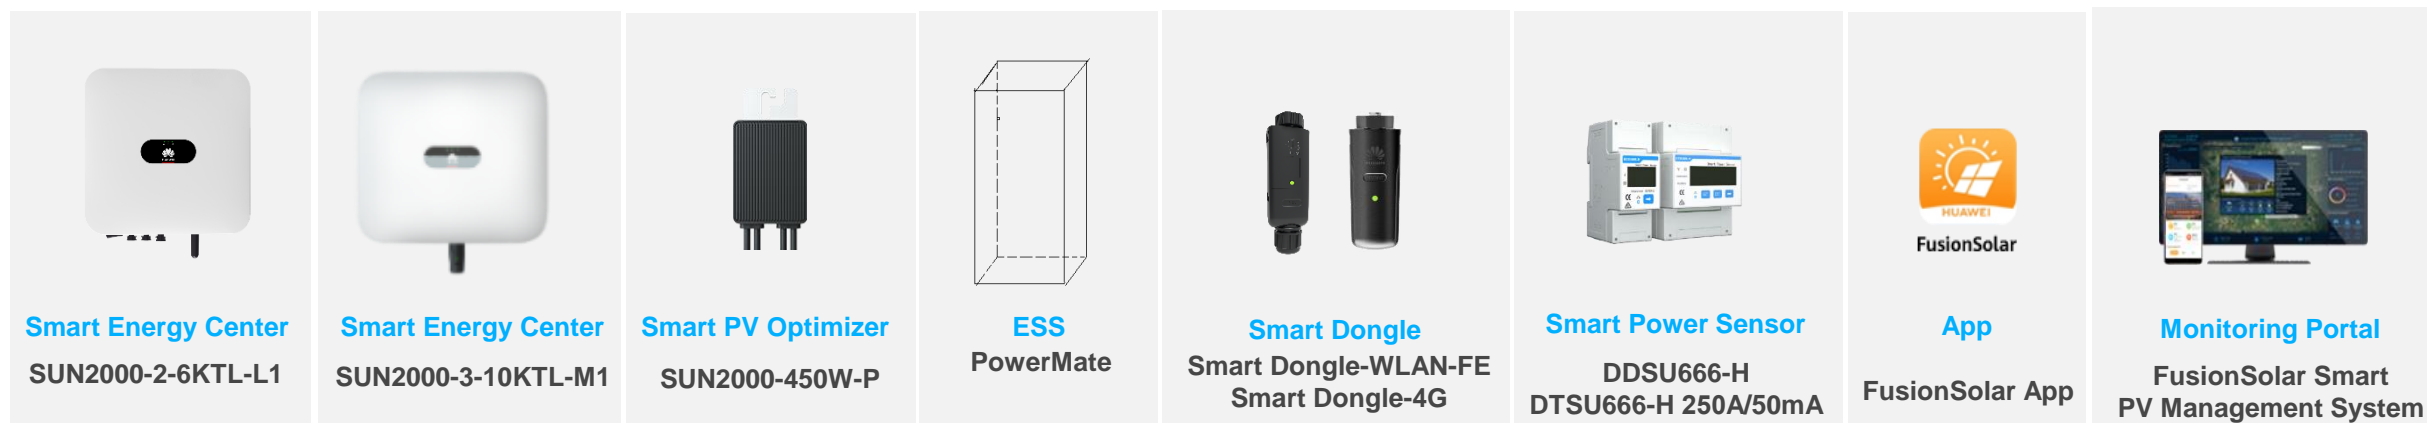 HUAWEI
FusionSolar
Smart Energy Center
SUN2000-2-6KTL-L1
Smart Energy Center
SUN2000-3-10KTL-M1
Smart PV Optimizer
SUN2000-450W-P
ESS
PowerMate
Smart Dongle
Smart Dongle-WLAN-FE
Smart Dongle-4G
Smart Power Sensor
DDSU666-H
DTSU666-H 250A/50mA
App
FusionSolar App
Monitoring Portal
FusionSolar Smart
PV Management System